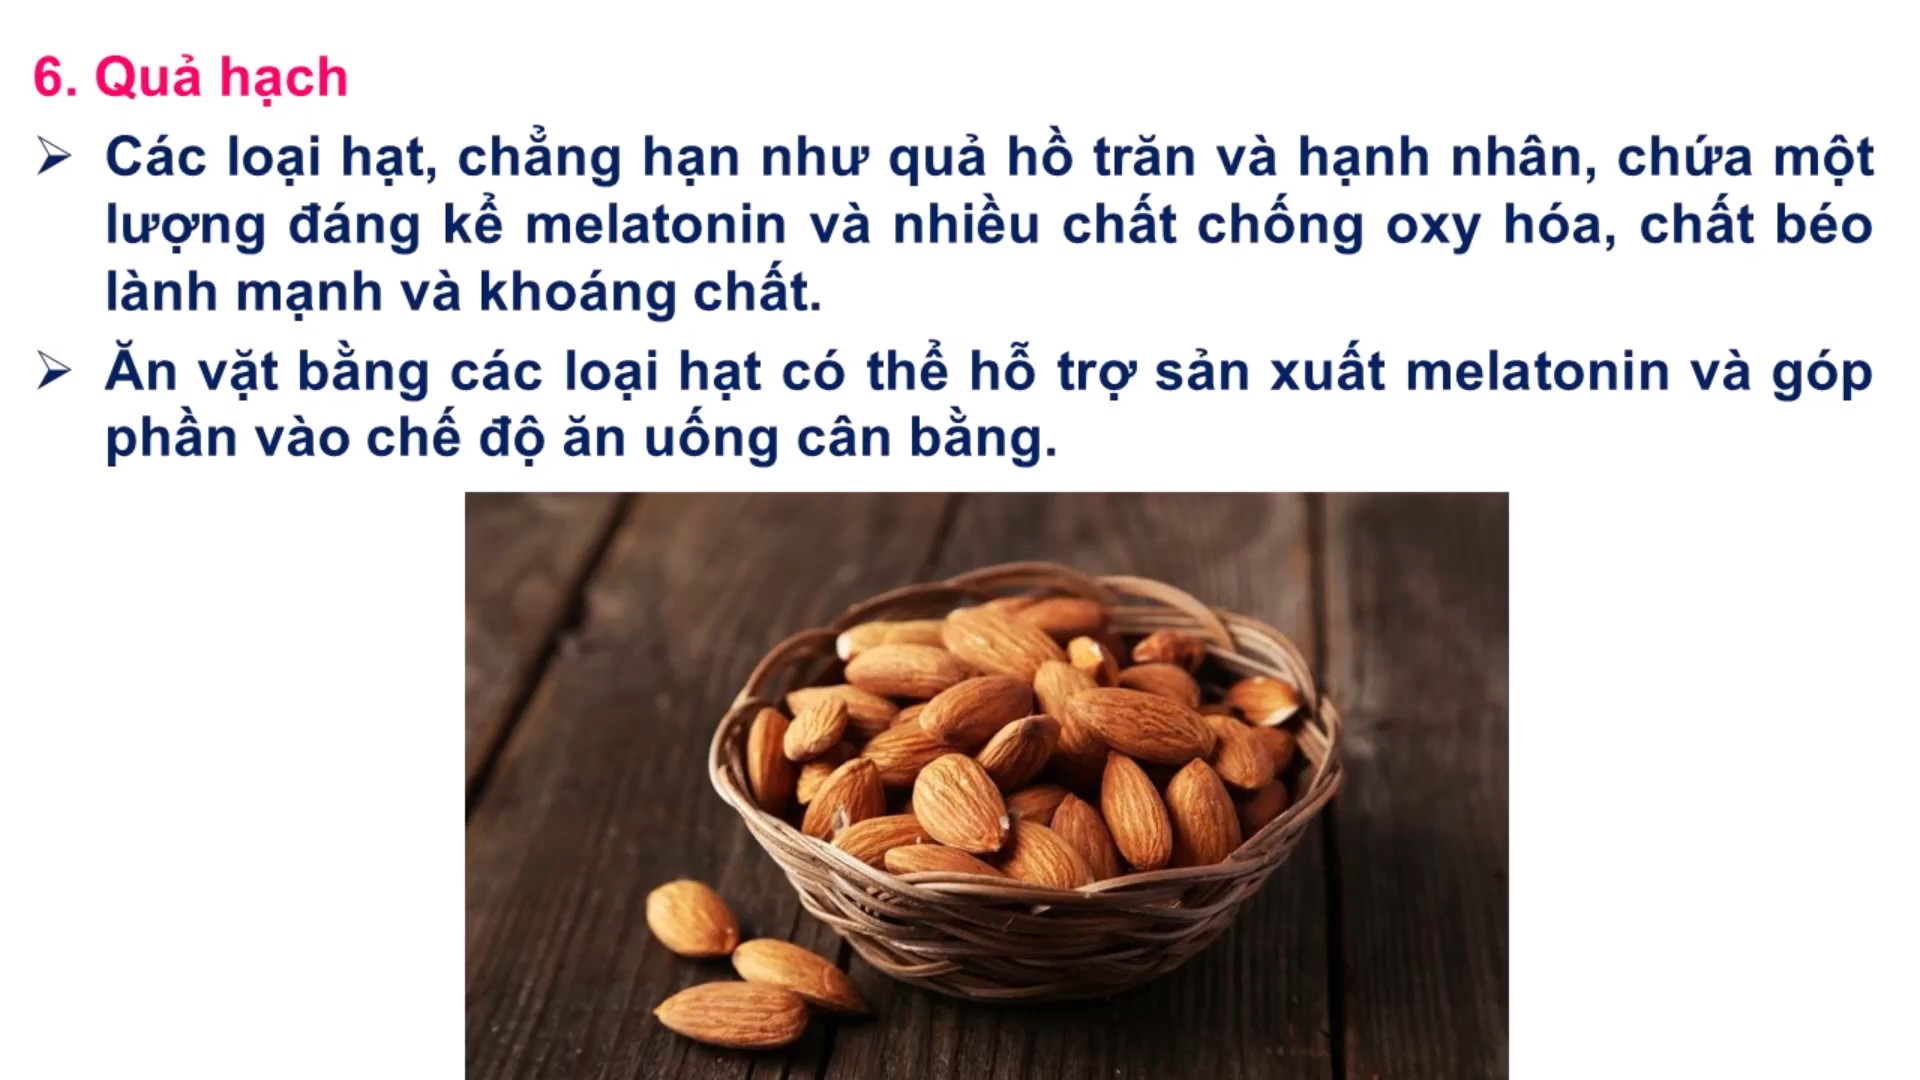 6. Quả hạch
➢ Các loại hạt, chẳng hạn như quả hồ trăn và hạnh nhân, chứa một
lượng đáng kể melatonin và nhiều chất chống oxy hóa, chất béo
lành mạnh và khoáng chất.
➢ Ăn vặt bằng các loại hạt có thể hỗ trợ sản xuất melatonin và góp
phần vào chế độ ăn uống cân bằng.